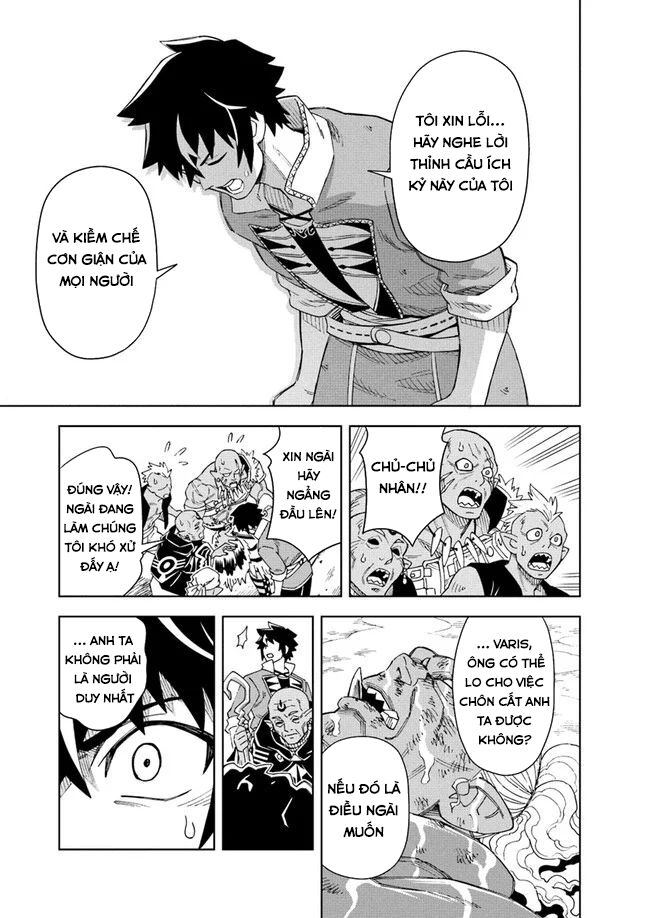 TÔI XIN LỖI...
HÃY NGHE LỜI
THỈNH CẦU ÍCH
KỶ NÀY CỦA TÔI
VÀ KIỀM CHẾ
CƠN GIẬN CỦA
MỌI NGƯỜI
CHỦ-CHỦ
NHÂN!!
XIN NGÀI
HÃY
NGẨNG
ĐẦU LÊN!
ĐÚNG VẬY!
NGÀI ĐANG
LÀM CHÚNG
TÔI KHÓ XỬ
ĐẤY Ạ!
... VARIS,
ÔNG CÓ THỂ
LO CHO VIỆC
CHÔN CẤT ANH
TA ĐƯỢC
KHÔNG?
NẾU ĐÓ LÀ
ĐIỀU NGÀI
MUỐN
... ANH TA
KHÔNG PHẢI
LÀ NGƯỜI
DUY NHẤT